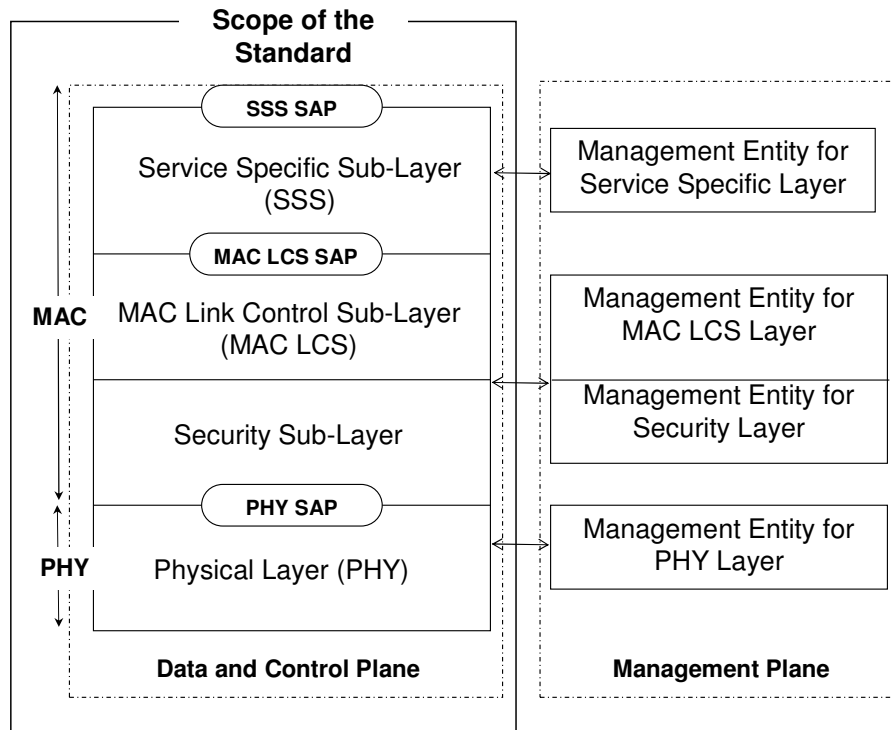 Scope of the
Standard
SSS SAP
Service Specific Sub-Layer
(SSS)
MAC LCS SAP
MAC
MAC Link Control Sub-Layer
(MAC LCS)
Security Sub-Layer
PHY SAP
PHY
Physical Layer (PHY)
Data and Control Plane
Management Entity for
Service Specific Layer
Management Entity for
MAC LCS Layer
Management Entity for
Security Layer
Management Entity for
PHY Layer
Management Plane